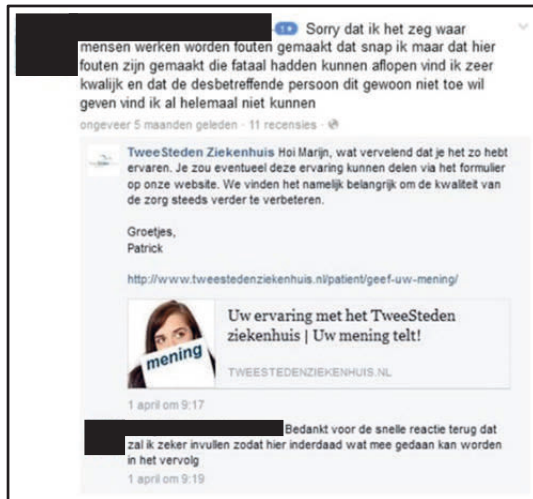 1★ Sorry dat ik het zeg waar
mensen werken worden fouten gemaakt dat snap ik maar dat hier
fouten zijn gemaakt die fataal hadden kunnen aflopen vind ik zeer
kwalijk en dat de desbetreffende persoon dit gewoon niet toe wil
geven vind ik al helemaal niet kunnen
ongeveer 5 maanden geleden · 11 recensies ·
TweeSteden Ziekenhuis Hoi Marijn, wat vervelend dat je het zo hebt
ervaren. Je zou eventueel deze ervaring kunnen delen via het formulier
op onze website. We vinden het namelijk belangrijk om de kwaliteit van
de zorg steeds verder te verbeteren.
Groetjes,
Patrick
http://www.tweestedenziekenhuis.nl/patient/geef-uw-mening/
mening
Uw ervaring met het TweeSteden
ziekenhuis | Uw mening telt!
TWEESTEDENZIEKENHUIS.NL
1 april om 9:17
Bedankt voor de snelle reactie terug dat
zal ik zeker invullen zodat hier inderdaad wat mee gedaan kan worden
in het vervolg
1 april om 9:19